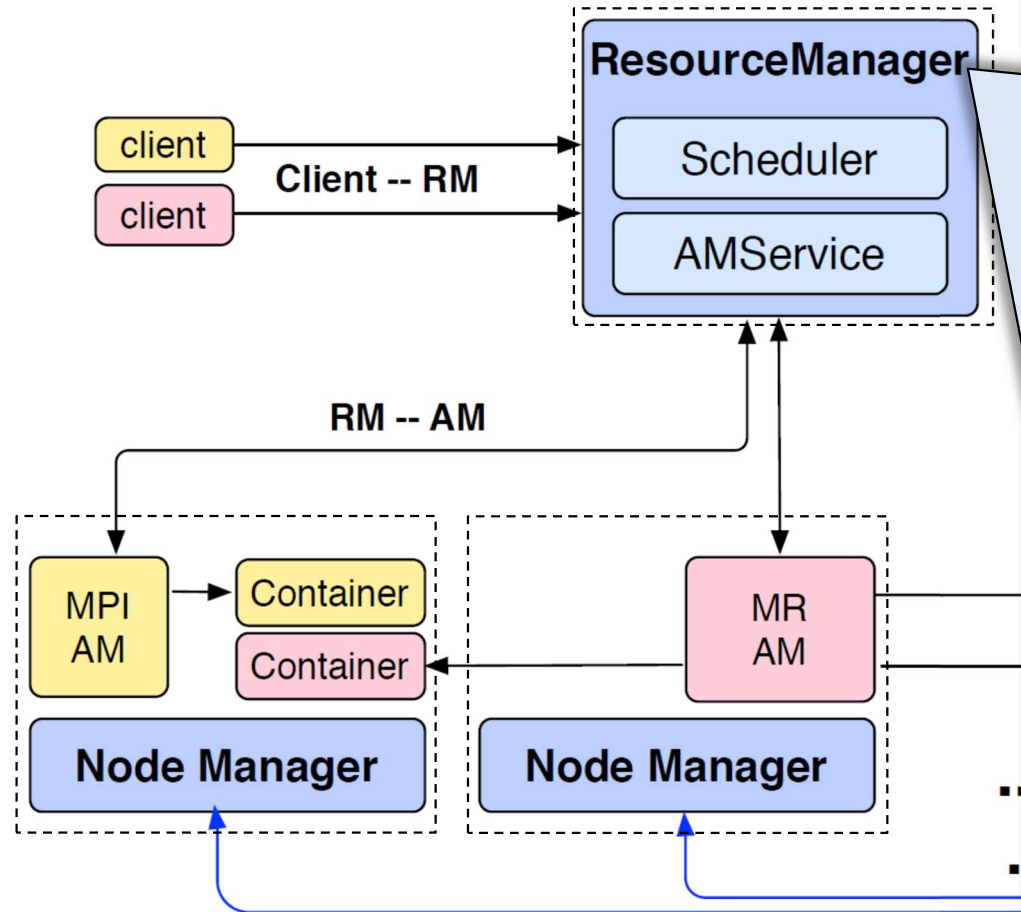 ResourceManager
client
Client -- RM
client
Scheduler
AMService
RM -- AM
MPI
AM
Container
Container
MR
AM
Node Manager
Node Manager
..
.